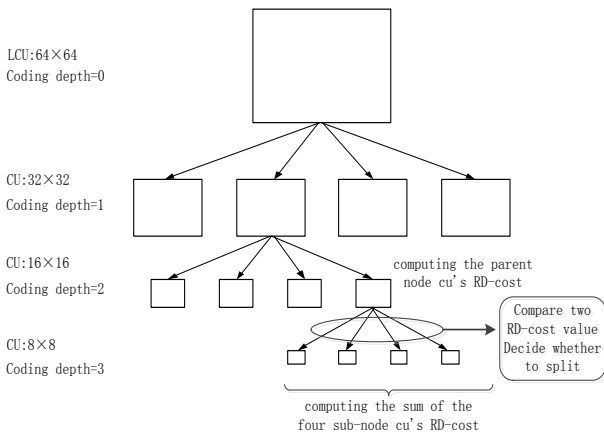 LCU:64×64
Coding depth=0
CU:32×32
Coding depth=1
CU:16×16
Coding depth=2
computing the parent
node cu's RD-cost
Compare two
RD-cost value
Decide whether
to split
CU:8×8
Coding depth=3
computing the sum of the
four sub-node cu's RD-cost